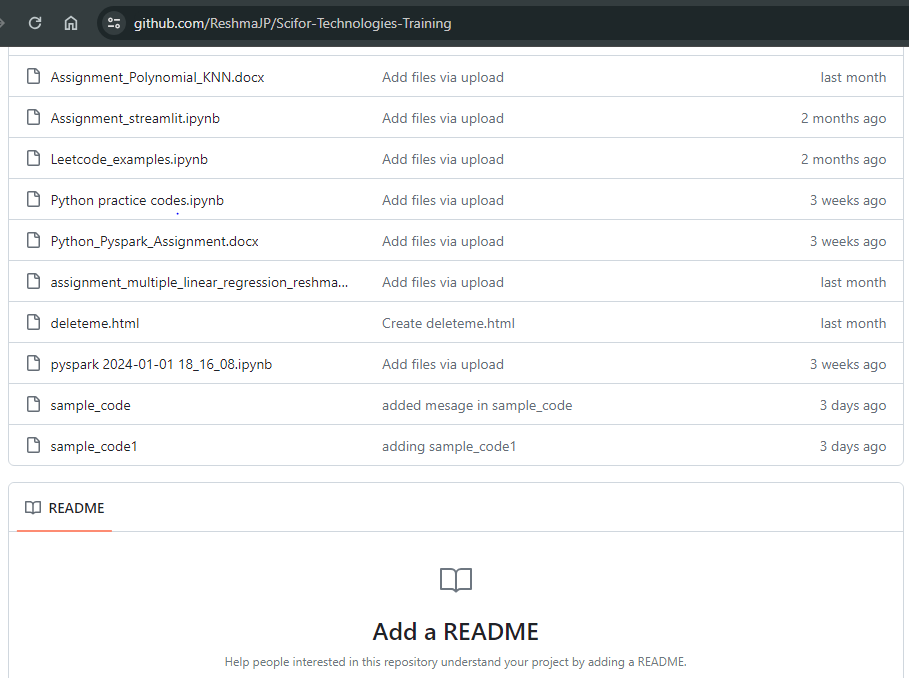 github.com/ReshmaJP/Scifor-Technologies-Training
Assignment_Polynomial_KNN.docx Add files via upload last month
Assignment_streamlit.ipynb Add files via upload 2 months ago
Leetcode_examples.ipynb Add files via upload 2 months ago
Python practice codes.ipynb Add files via upload 3 weeks ago
Python_Pyspark_Assignment.docx Add files via upload 3 weeks ago
assignment_multiple_linear_regression_reshma... Add files via upload last month
deleteme.html Create deleteme.html last month
pyspark 2024-01-01 18_16_08.ipynb Add files via upload 3 weeks ago
sample_code added mesage in sample_code 3 days ago
sample_code1 adding sample_code1 3 days ago
README
Add a README
Help people interested in this repository understand your project by adding a README.